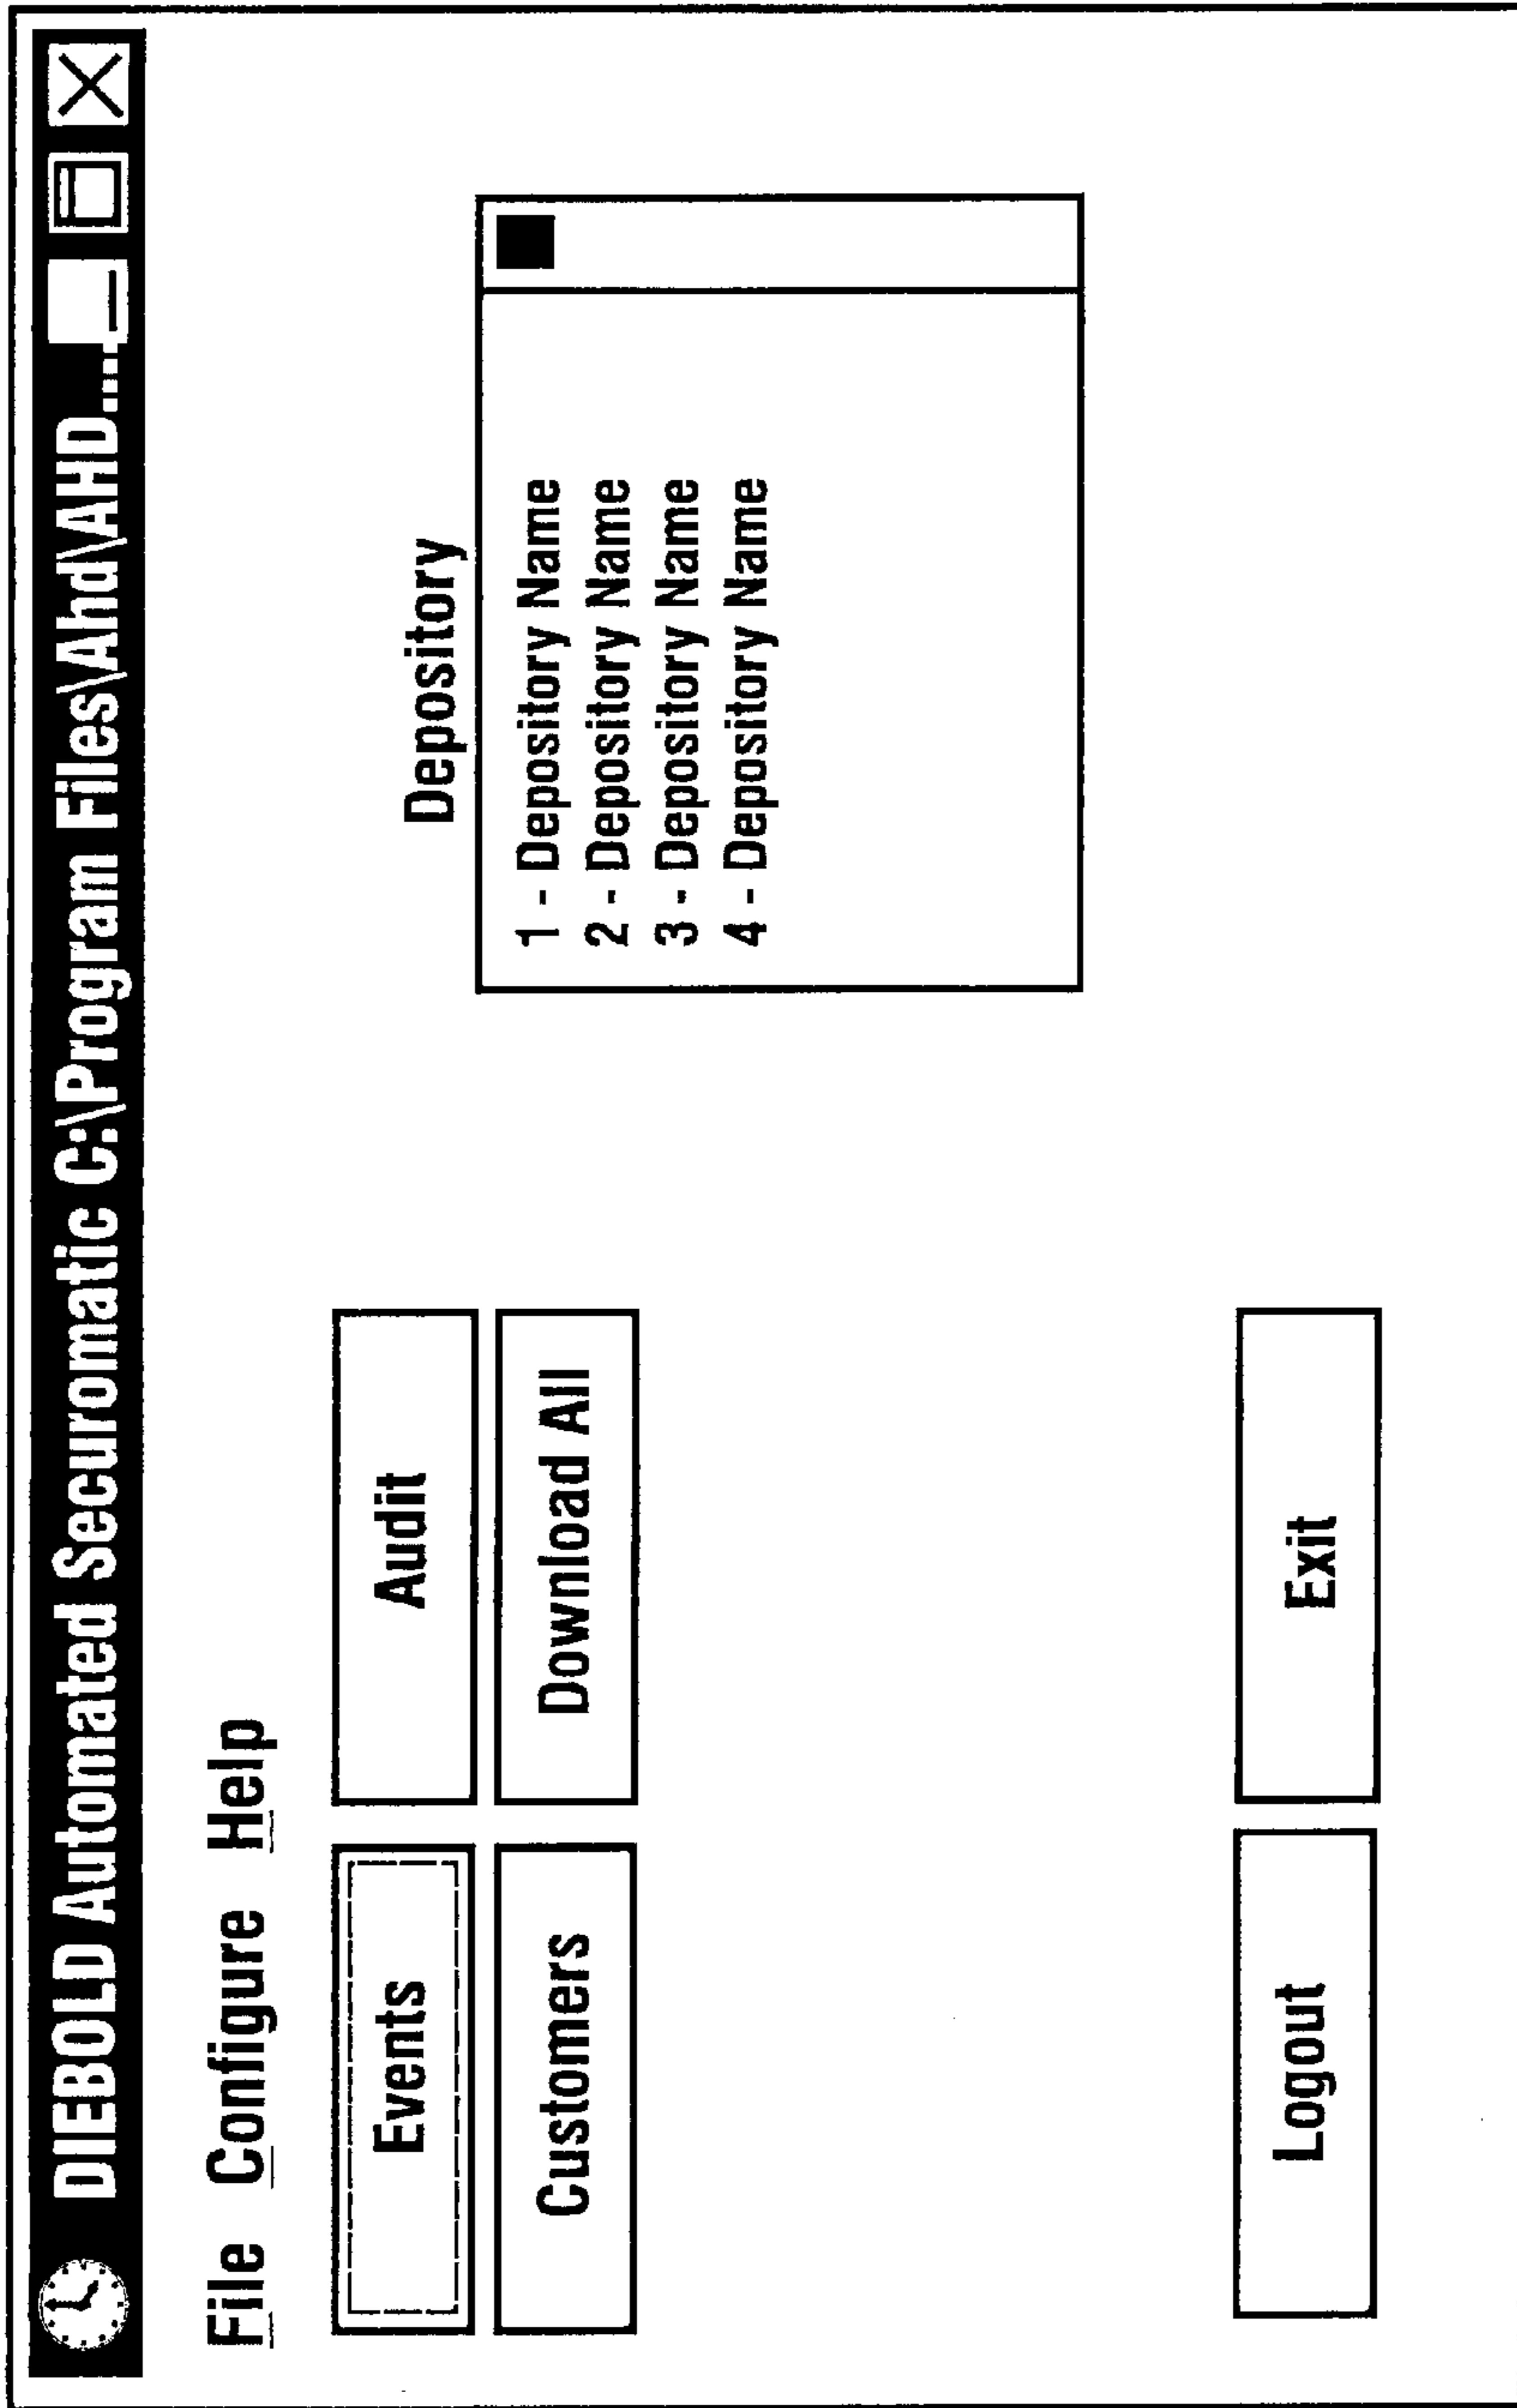 DIEBOLD Automated Securomatic C:\Program Files\Ahd\AHD....
File Configure Help
Events
Audit
Customers
Download All
Depository
1 - Depository Name
2 - Depository Name
3 - Depository Name
4 - Depository Name
Logout
Exit